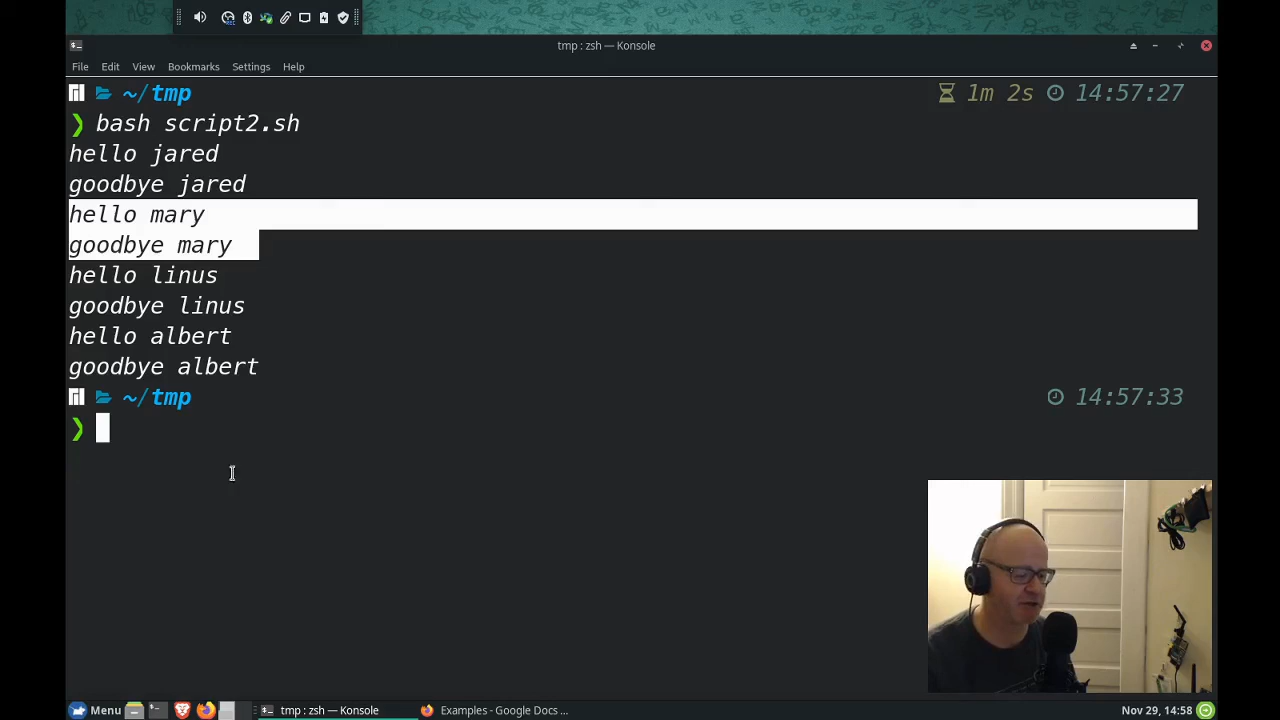 tmp : zsh — Konsole
File Edit View Bookmarks Settings Help
~/tmp 1m 2s 14:57:27
❯ bash script2.sh
hello jared
goodbye jared
hello mary
goodbye mary
hello linus
goodbye linus
hello albert
goodbye albert
~/tmp 14:57:33
❯
Menu tmp : zsh — Konsole Examples - Google Docs ... Nov 29, 14:58